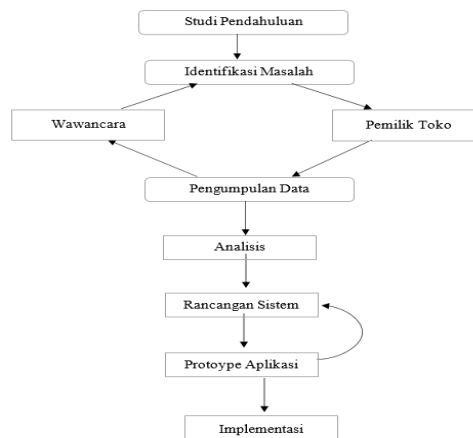 Studi Pendahuluan
Identifikasi Masalah
Wawancara
Pemilik Toko
Pengumpulan Data
Analisis
Rancangan Sistem
Protoype Aplikasi
Implementasi